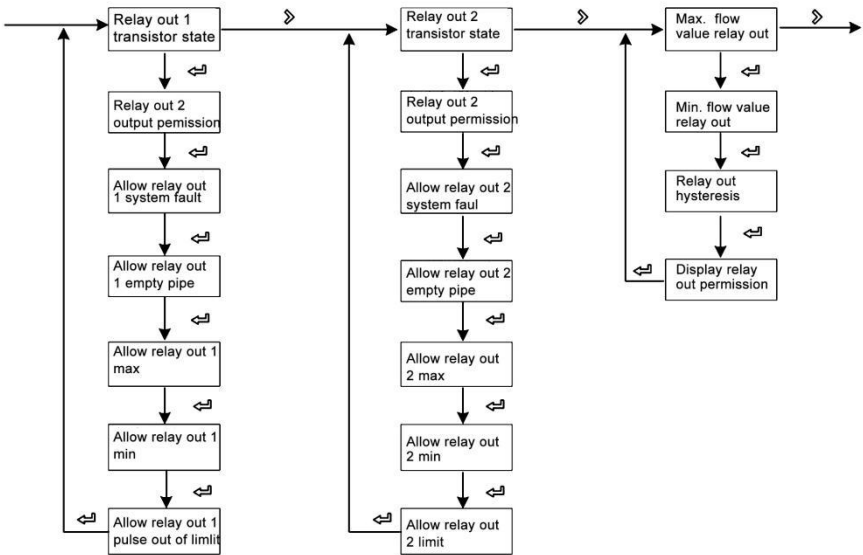 Relay out 1
transistor state
Relay out 2
output pemission
Allow relay out
1 system fault
Allow relay out
1 empty pipe
Allow relay out 1
max
Allow relay out 1
min
Allow relay out 1
pulse out of limlit
Relay out 2
transistor state
Relay out 2
output permission
Allow relay out 2
system faul
Allow relay out 2
empty pipe
Allow relay out
2 max
Allow relay out
2 min
Allow relay out
2 limit
Max. flow
value relay out
Min. flow value
relay out
Relay out
hysteresis
Display relay
out permission